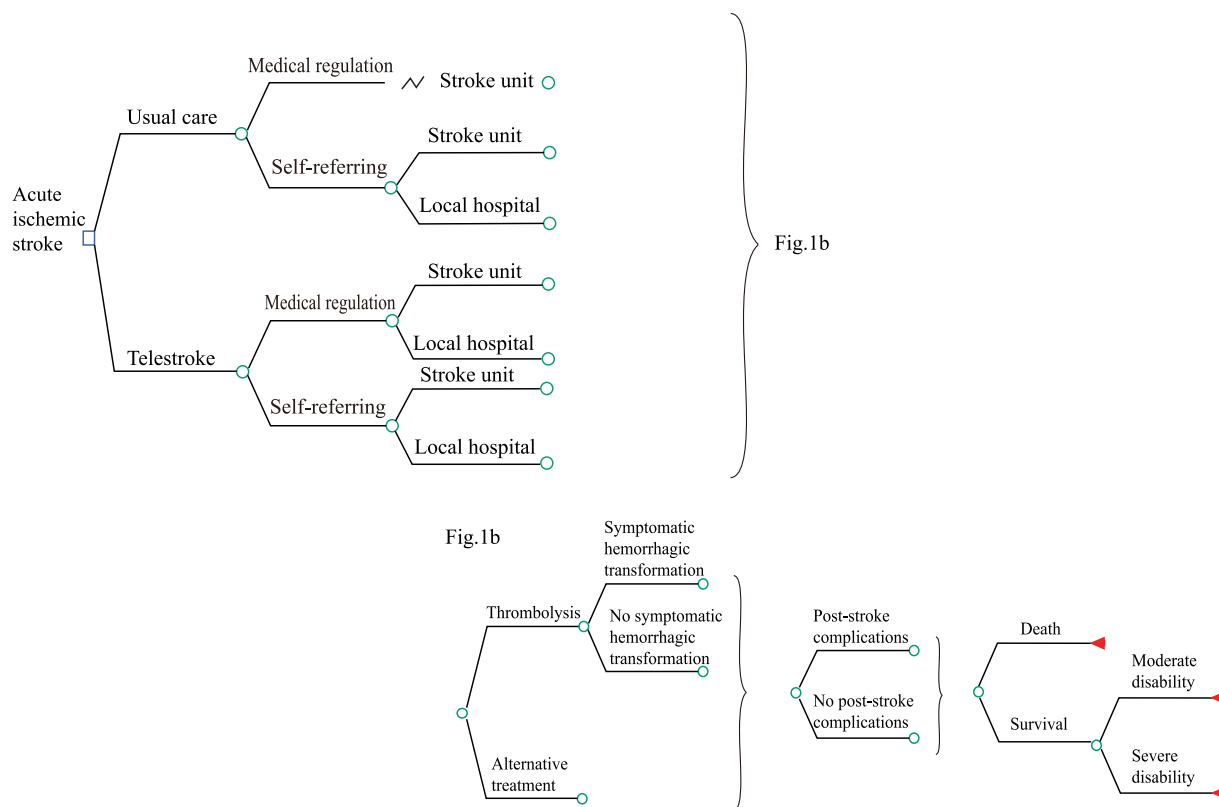 Medical regulation
Stroke unit
Usual care
Stroke unit
Self-referring
Local hospital
Acute
ischemic
stroke
Fig.1b
Stroke unit
Medical regulation
Local hospital
Telestroke
Stroke unit
Self-referring
Local hospital
Fig.1b
Symptomatic
hemorrhagic
transformation
Thrombolysis
No symptomatic
hemorrhagic
transformation
Alternative
treatment
Post-stroke
complications
No post-stroke
complications
Death
Moderate
disability
Survival
Severe
disability